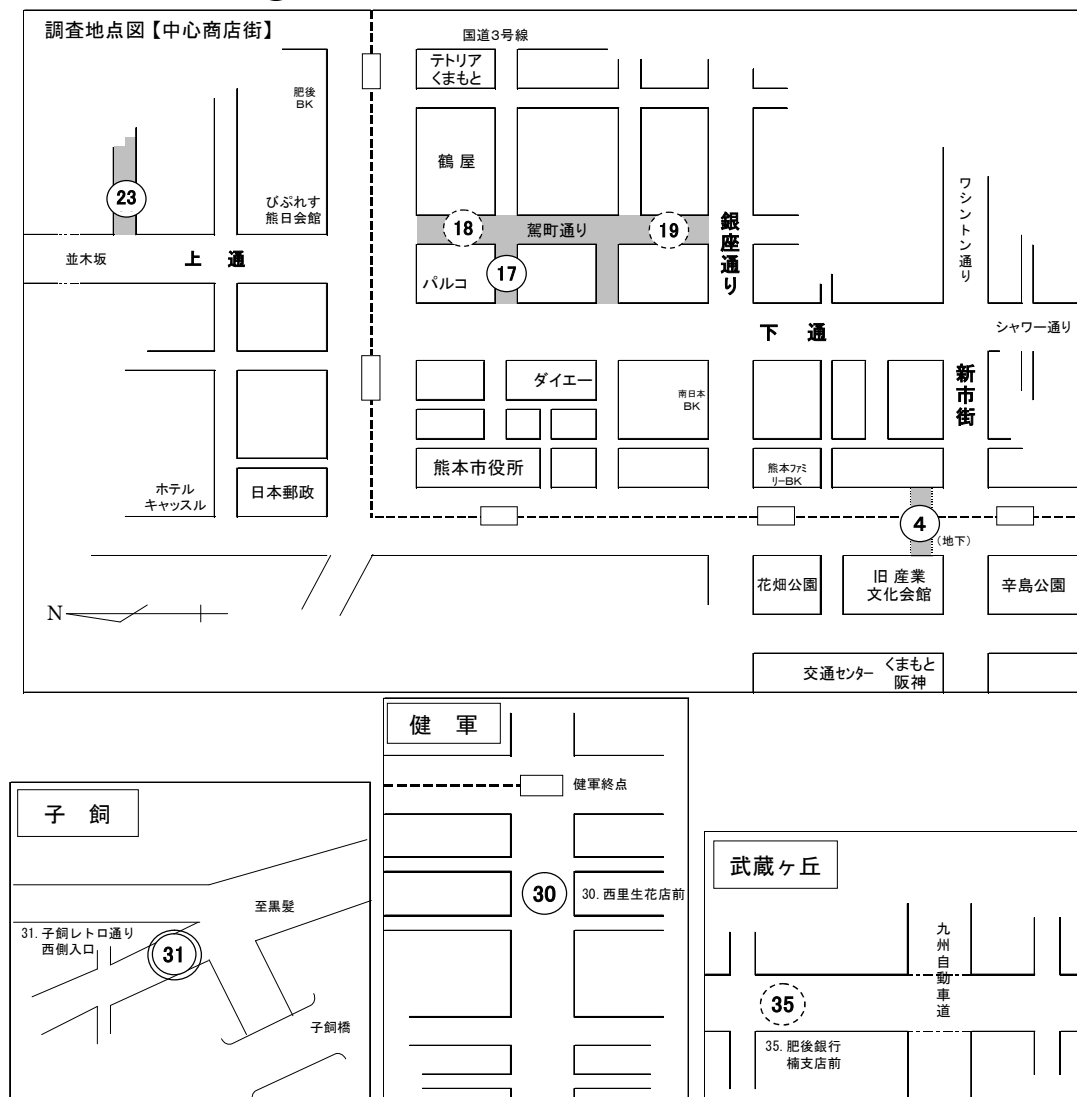 調査地点図【中心商店街】
国道3号線
テトリア
くまもと
肥後
BK
鶴屋
23
びぷれす
熊日会館
ワシントン通り
18
駕町通り
19
銀座通り
並木坂
上 通
パルコ
17
下 通
シャワー通り
ダイエー
南日本
BK
新市街
熊本市役所
熊本ファミ
リーBK
ホテル
キャッスル
日本郵政
4
(地下)
花畑公園
旧 産業
文化会館
辛島公園
N
交通センター
くまもと
阪神
健 軍
健軍終点
30
30. 西里生花店前
子 飼
至黒髪
31. 子飼レトロ通り
西側入口
31
子飼橋
武蔵ヶ丘
九州自動車道
35
35. 肥後銀行
楠支店前